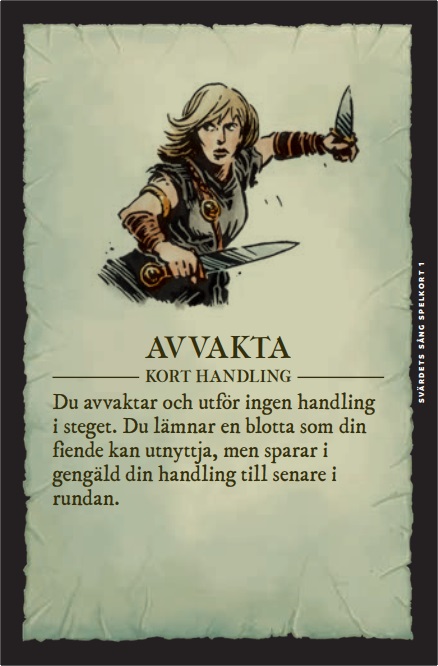 AVVAKTA
KORT HANDLING
Du avvaktar och utför ingen handling
i steget. Du lämnar en blotta som din
fiende kan utnyttja, men sparar i
gengäld din handling till senare i
rundan.
SVÄRDETS SÅNG SPELKORT 1